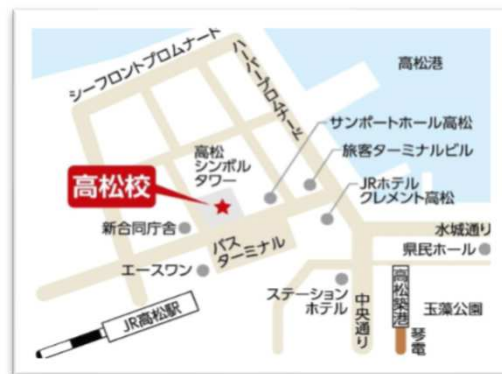 シーフロントプロムナード
ハーバープロムナード
高松港
サンポートホール高松
高松
シンボル
タワー
旅客ターミナルビル
高松校
JRホテル
クレメント高松
新合同庁舎
水城通り
バス
ターミナル
県民ホール
エースワン
ステーション
ホテル
中央通り
高松築港
玉藻公園
JR高松駅
琴電